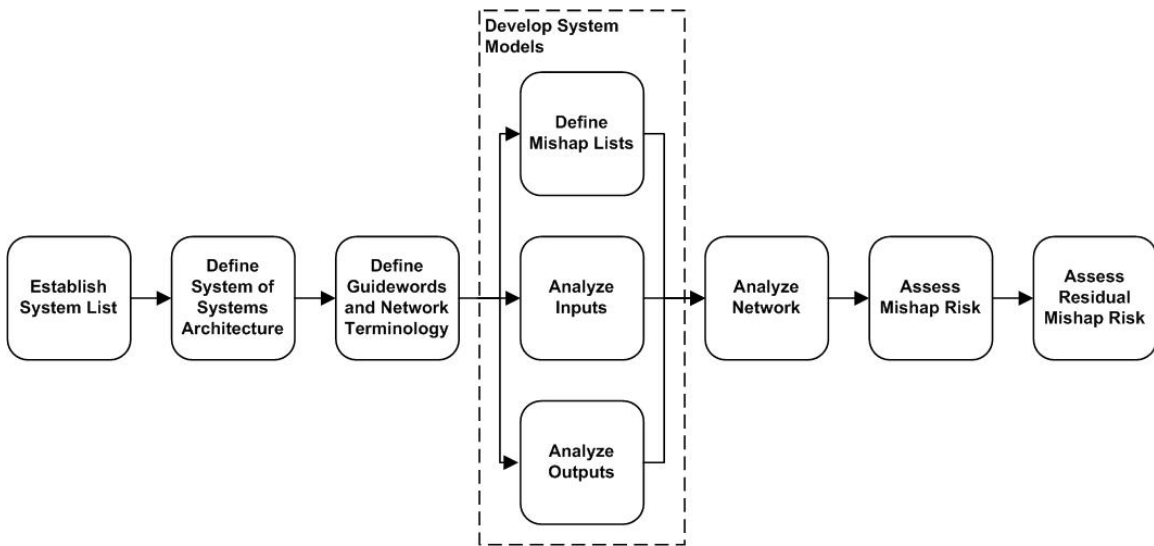 Develop System
Models
Define
Mishap Lists
Establish
System List
Define
System of
Systems
Architecture
Define
Guidewords
and Network
Terminology
Analyze
Inputs
Analyze
Outputs
Analyze
Network
Assess
Mishap Risk
Assess
Residual
Mishap Risk